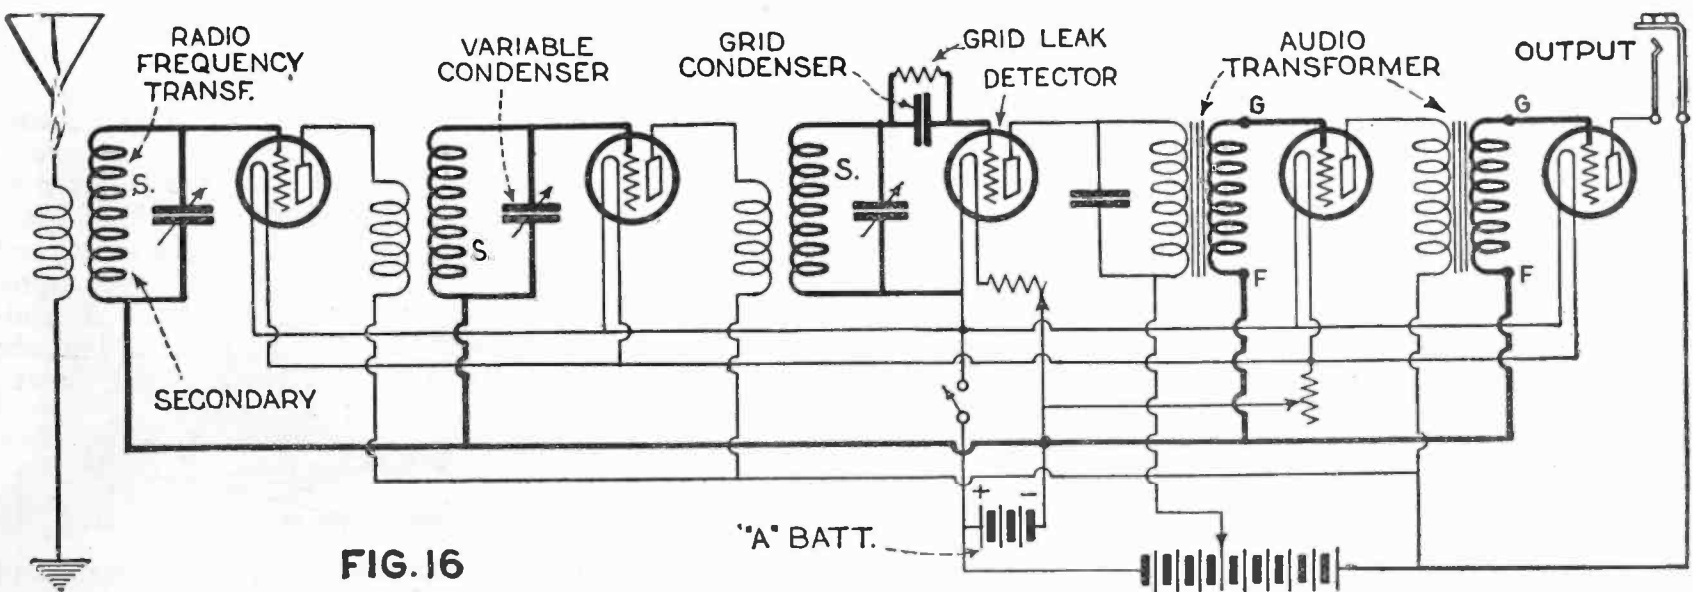 RADIO
FREQUENCY
TRANSF.
VARIABLE
CONDENSER
GRID
CONDENSER
GRID LEAK
DETECTOR
AUDIO
TRANSFORMER
OUTPUT
G
G
S.
S.
S.
F
F
SECONDARY
+ -
"A" BATT.
FIG. 16